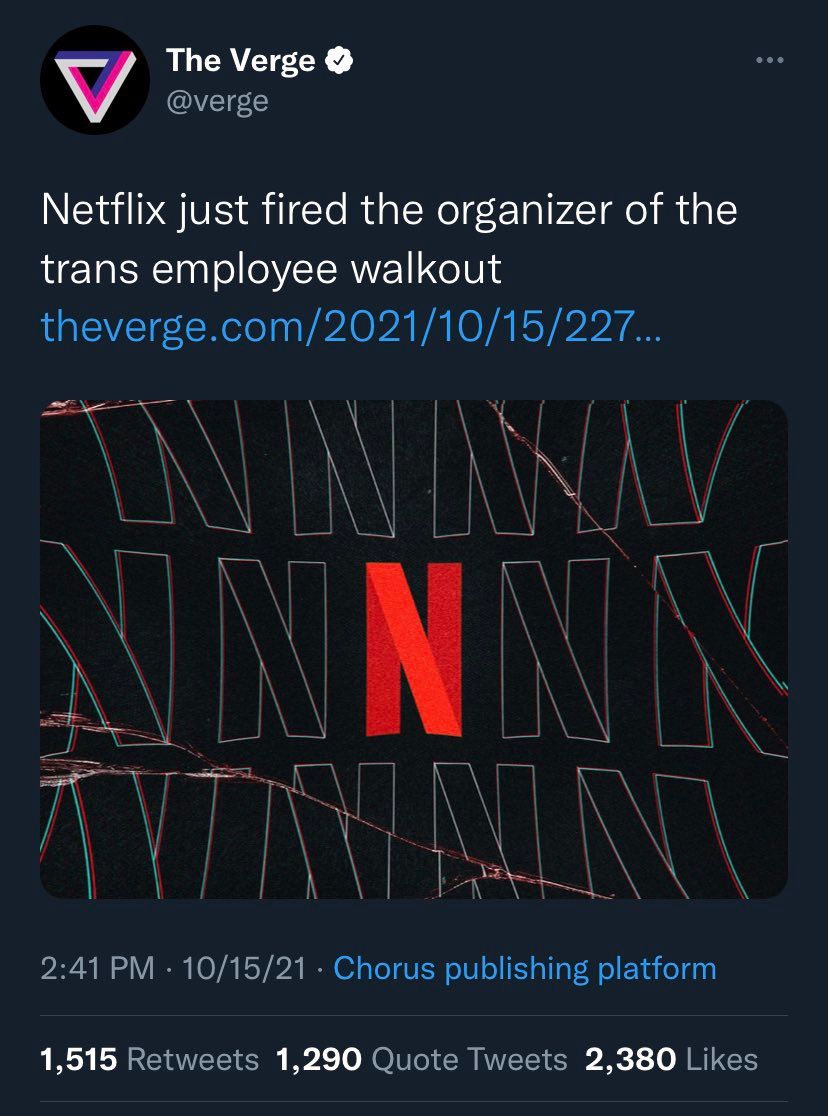 The Verge
@verge
Netflix just fired the organizer of the
trans employee walkout
theverge.com/2021/10/15/227...
N
2:41 PM · 10/15/21 · Chorus publishing platform
1,515 Retweets 1,290 Quote Tweets 2,380 Likes